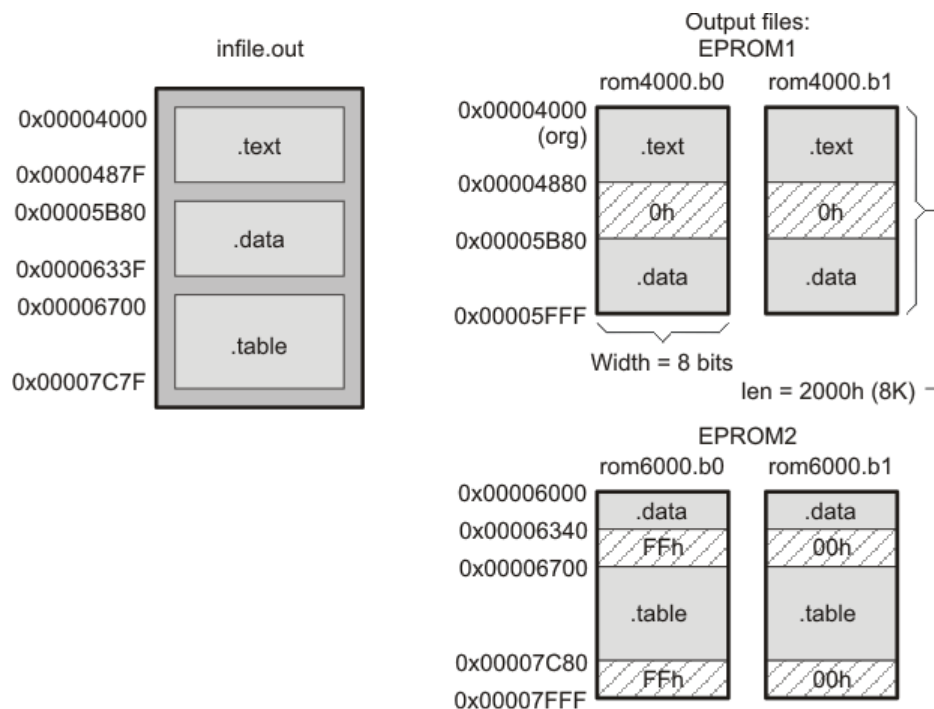 infile.out
0x00004000
.text
0x0000487F
0x00005B80
.data
0x0000633F
0x00006700
.table
0x00007C7F
Output files:
EPROM1
rom4000.b0 rom4000.b1
0x00004000
(org)
.text .text
0x00004880
0h 0h
0x00005B80
.data .data
0x00005FFF
Width = 8 bits
len = 2000h (8K)
EPROM2
rom6000.b0 rom6000.b1
0x00006000
.data .data
0x00006340
FFh 00h
0x00006700
.table .table
0x00007C80
FFh 00h
0x00007FFF